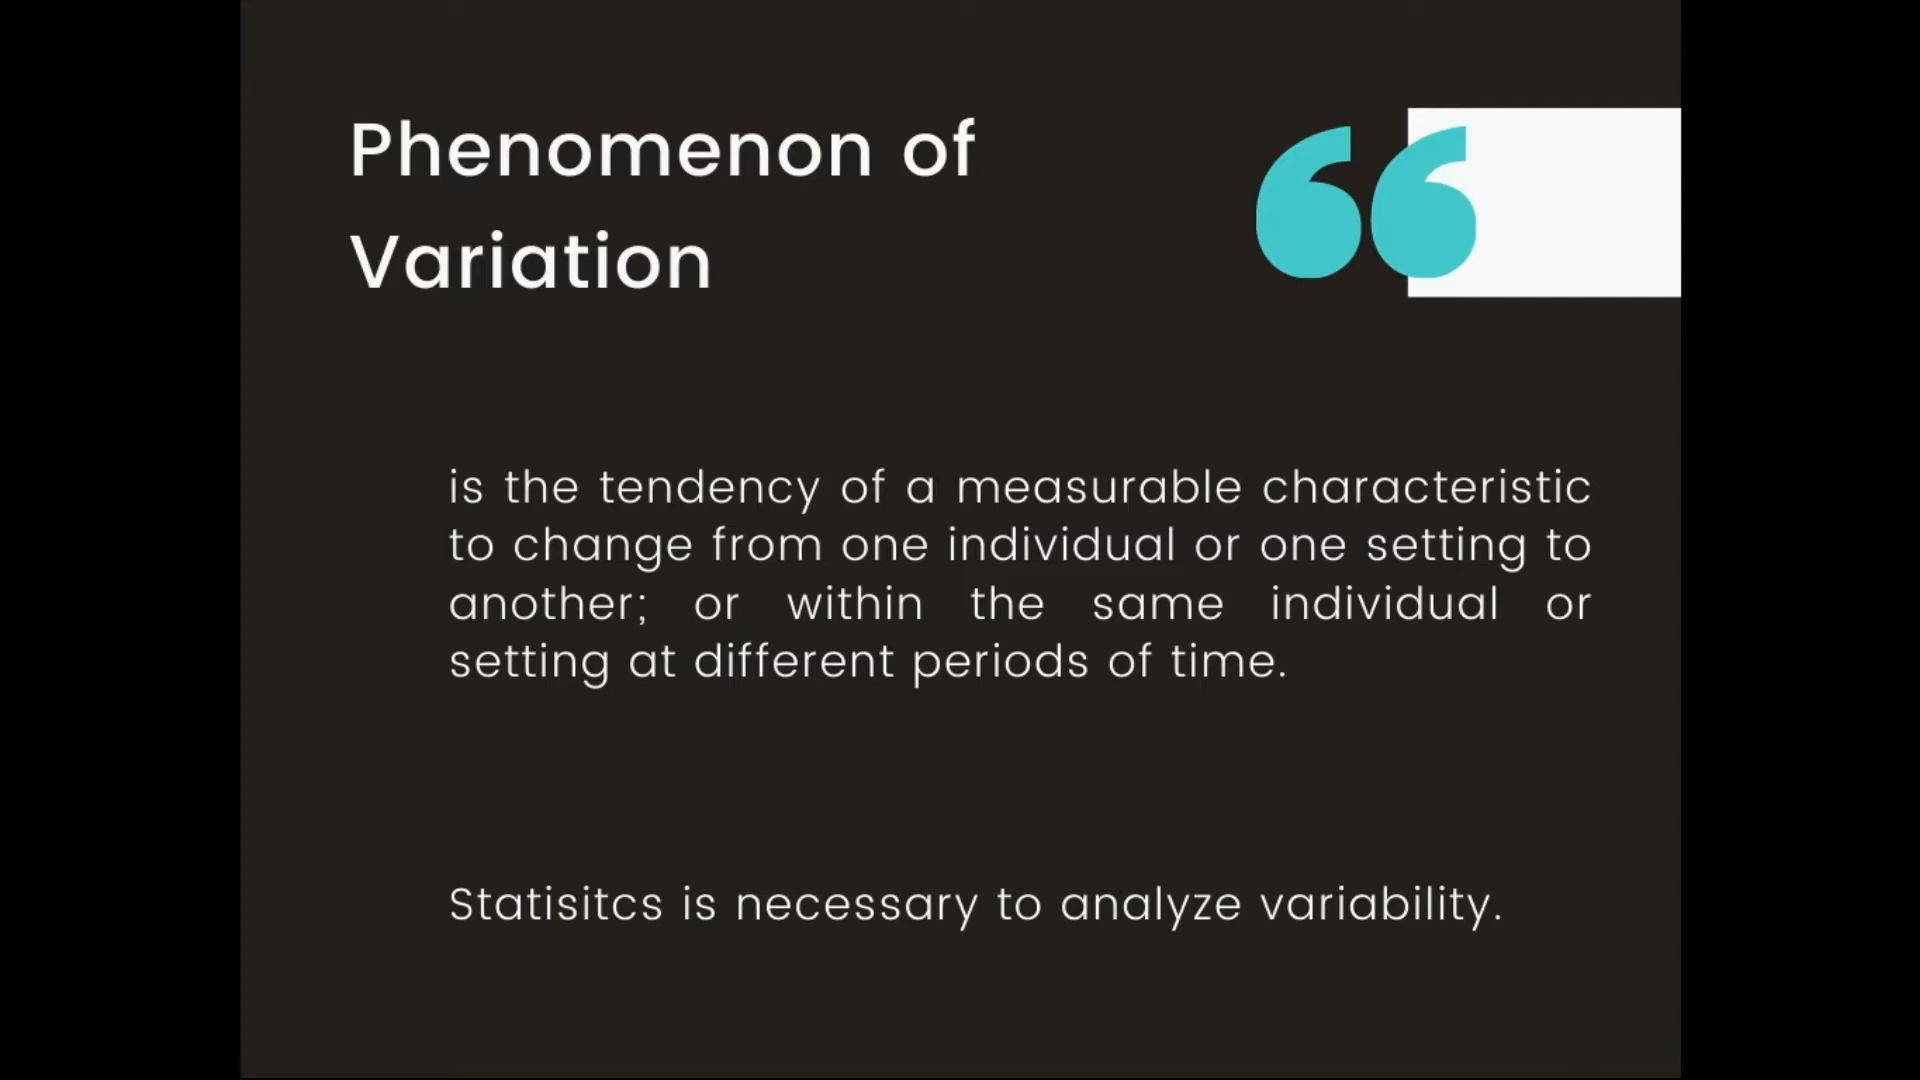 Phenomenon of
Variation
“
is the tendency of a measurable characteristic
to change from one individual or one setting to
another; or within the same individual or
setting at different periods of time.
Statisitcs is necessary to analyze variability.